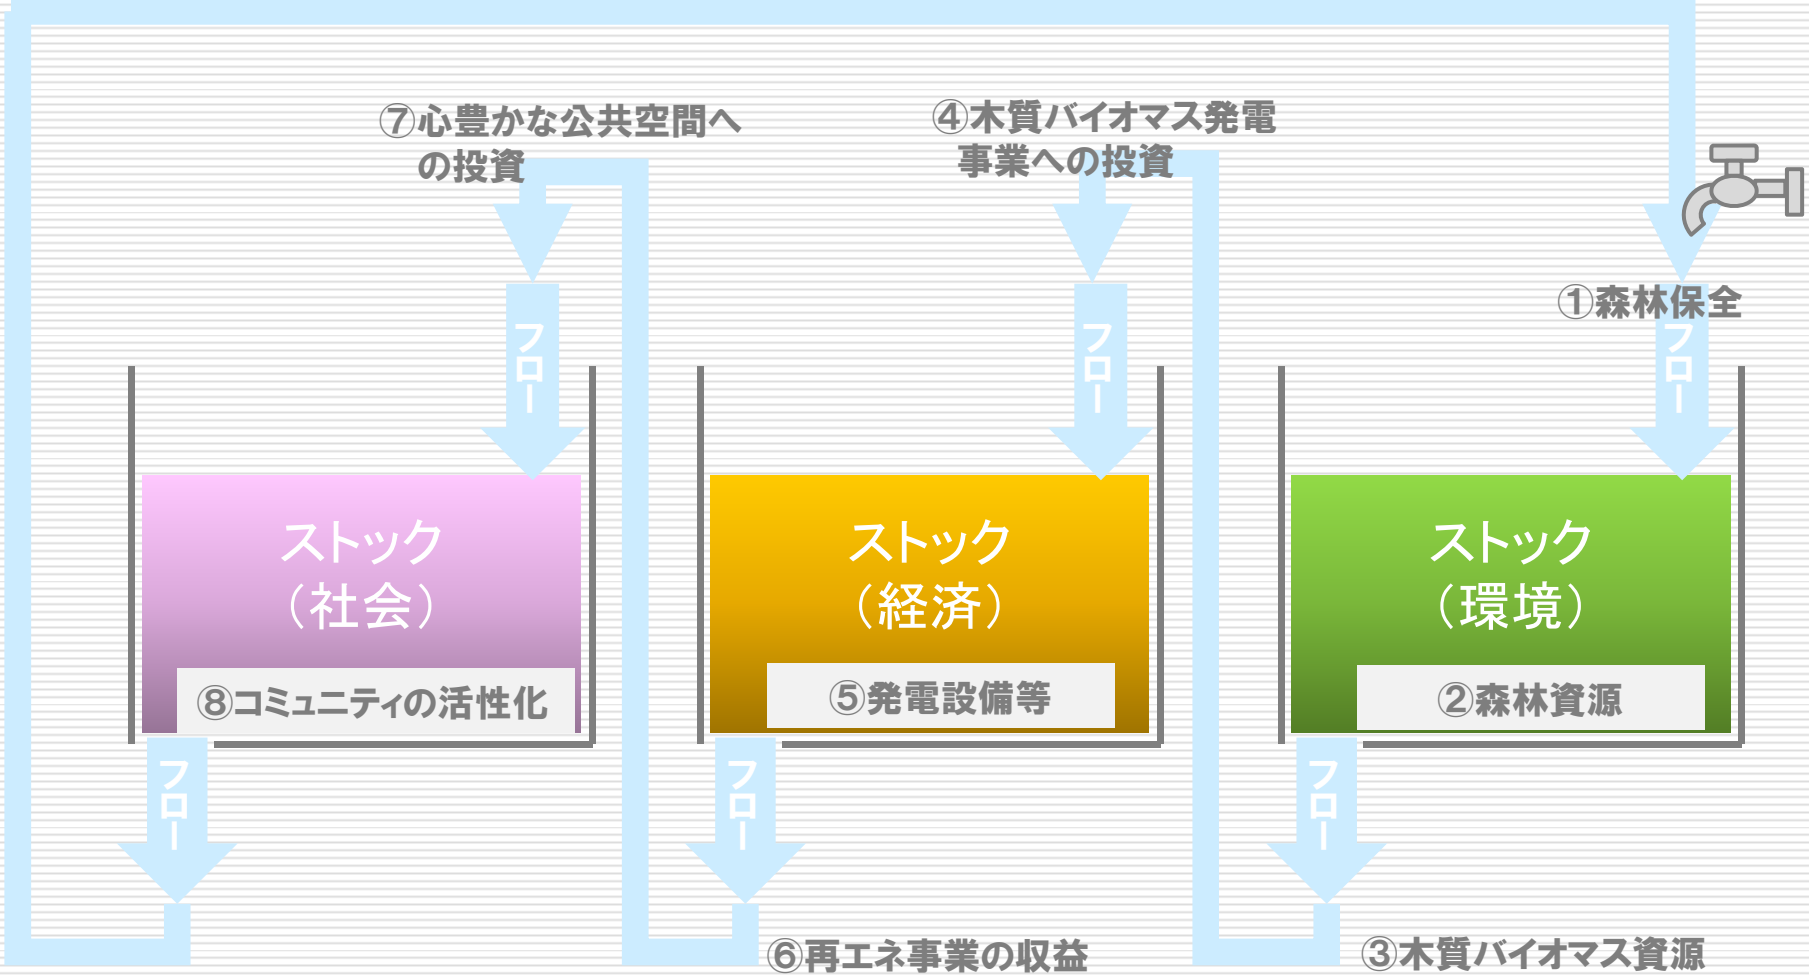 ⑦心豊かな公共空間へ
の投資
④木質バイオマス発電
事業への投資
①森林保全
フロー
フロー
フロー
ストック
（社会）
⑧コミュニティの活性化
ストック
（経済）
⑤発電設備等
ストック
（環境）
②森林資源
フロー
フロー
フロー
⑥再エネ事業の収益
③木質バイオマス資源